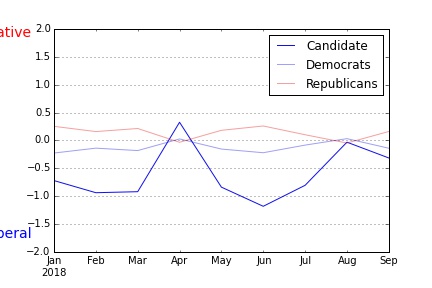 ative
beral
2.0
1.5
1.0
0.5
0.0
−0.5
−1.0
−1.5
−2.0
Candidate
Democrats
Republicans
Jan Feb Mar Apr May Jun Jul Aug Sep
2018